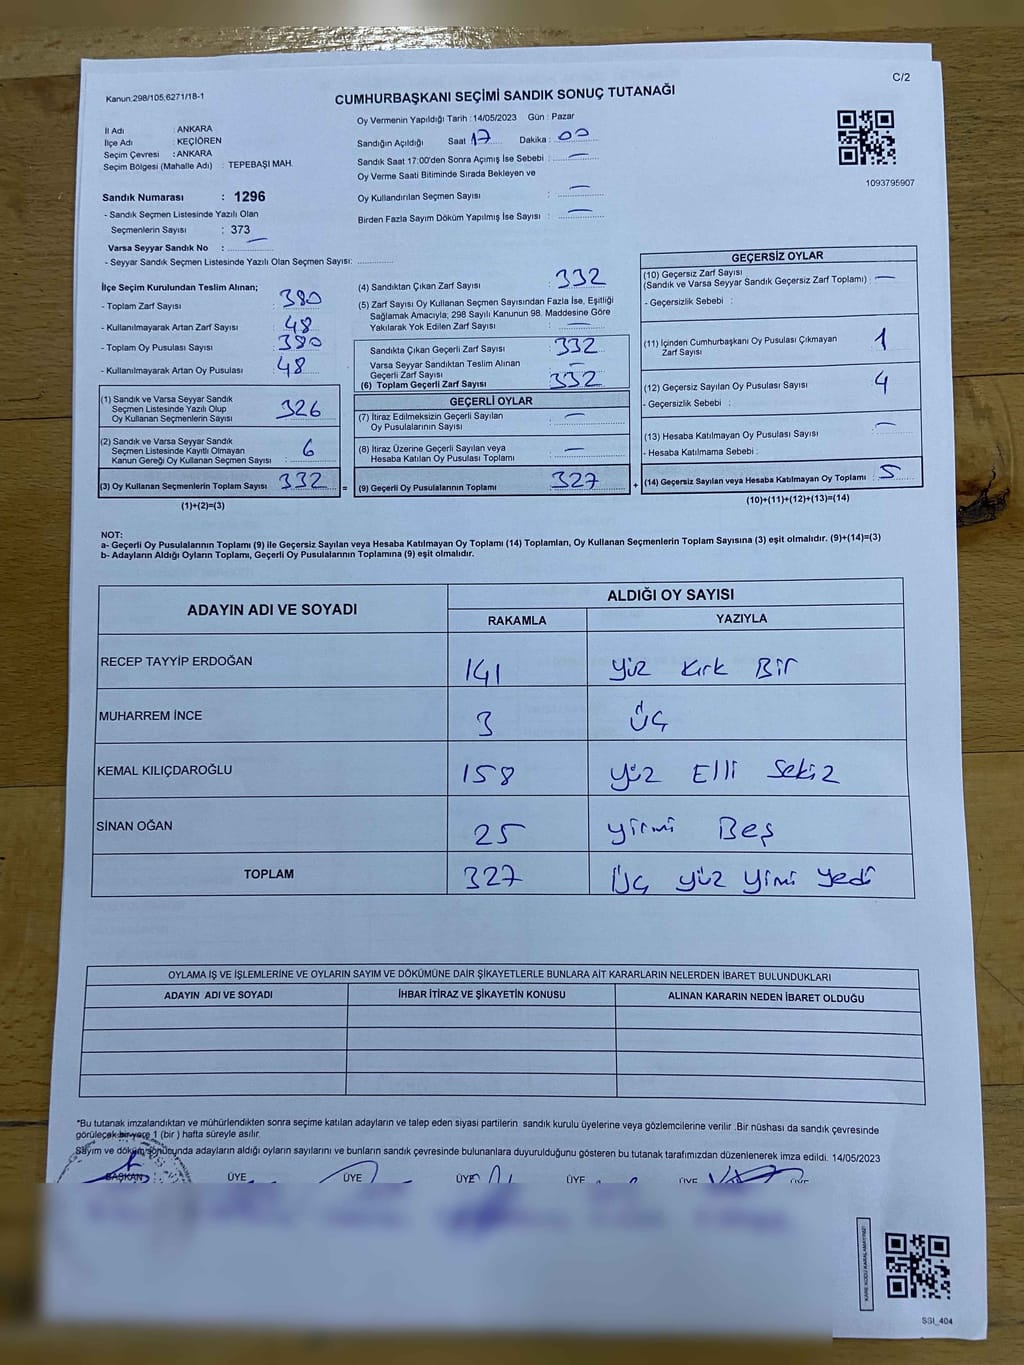 C/2
Kanun:298/105,6271/18-1
CUMHURBAŞKANI SEÇİMİ SANDIK SONUÇ TUTANAĞI
İl Adı : ANKARA
İlçe Adı : KEÇİÖREN
Seçim Çevresi : ANKARA
Seçim Bölgesi (Mahalle Adı) : TEPEBAŞI MAH.
Oy Vermenin Yapıldığı Tarih : 14/05/2023 Gün : Pazar
Sandığın Açıldığı Saat 17 Dakika : 00
Sandık Saat 17:00'den Sonra Açımış İse Sebebi : —
Oy Verme Saati Bitiminde Sırada Bekleyen ve
Oy Kullandırılan Seçmen Sayısı : —
Birden Fazla Sayım Döküm Yapılmış İse Sayısı : —
1093795907
Sandık Numarası : 1296
- Sandık Seçmen Listesinde Yazılı Olan
Seçmenlerin Sayısı : 373
Varsa Seyyar Sandık No : —
- Seyyar Sandık Seçmen Listesinde Yazılı Olan Seçmen Sayısı:
İlçe Seçim Kurulundan Teslim Alınan;
- Toplam Zarf Sayısı : 380
- Kullanılmayarak Artan Zarf Sayısı : 48
- Toplam Oy Pusulası Sayısı : 380
- Kullanılmayarak Artan Oy Pusulası : 48
(1) Sandık ve Varsa Seyyar Sandık
Seçmen Listesinde Yazılı Olup
Oy Kullanan Seçmenlerin Sayısı : 326
(2) Sandık ve Varsa Seyyar Sandık
Seçmen Listesinde Kayıtlı Olmayan
Kanun Gereği Oy Kullanan Seçmen Sayısı : 6
(3) Oy Kullanan Seçmenlerin Toplam Sayısı : 332 =
(1)+(2)=(3)
(4) Sandıktan Çıkan Zarf Sayısı : 332
(5) Zarf Sayısı Oy Kullanan Seçmen Sayısından Fazla İse, Eşitliği
Sağlamak Amacıyla; 298 Sayılı Kanunun 98. Maddesine Göre
Yakılarak Yok Edilen Zarf Sayısı : —
Sandıkta Çıkan Geçerli Zarf Sayısı : 332
Varsa Seyyar Sandıktan Teslim Alınan
Geçerli Zarf Sayısı : —
(6) Toplam Geçerli Zarf Sayısı : 332
GEÇERLİ OYLAR
(7) İtiraz Edilmeksizin Geçerli Sayılan
Oy Pusulasının Sayısı : —
(8) İtiraz Üzerine Geçerli Sayılan veya
Hesaba Katılan Oy Pusulası Toplamı : —
(9) Geçerli Oy Pusulalarının Toplamı : 327 +
GEÇERSİZ OYLAR
(10) Geçersiz Zarf Sayısı
(Sandık ve Varsa Seyyar Sandık Geçersiz Zarf Toplamı) : —
- Geçersizlik Sebebi :
(11) İçinden Cumhurbaşkanı Oy Pusulası Çıkmayan
Zarf Sayısı : 1
(12) Geçersiz Sayılan Oy Pusulası Sayısı : 4
- Geçersizlik Sebebi :
(13) Hesaba Katılmayan Oy Pusulası Sayısı : —
- Hesaba Katılmama Sebebi :
(14) Geçersiz Sayılan veya Hesaba Katılmayan Oy Toplamı : 5
(10)+(11)+(12)+(13)=(14)
NOT:
a- Geçerli Oy Pusulalarının Toplamı (9) ile Geçersiz Sayılan veya Hesaba Katılmayan Oy Toplamı (14) Toplamları, Oy Kullanan Seçmenlerin Toplam Sayısına (3) eşit olmalıdır. (9)+(14)=(3)
b- Adayların Aldığı Oyların Toplamı, Geçerli Oy Pusulalarının Toplamına (9) eşit olmalıdır.
ADAYIN ADI VE SOYADI ALDIĞI OY SAYISI
RAKAMLA YAZIYLA
RECEP TAYYİP ERDOĞAN 141 Yüz Kırk Bir
MUHARREM İNCE 3 Üç
KEMAL KILIÇDAROĞLU 158 Yüz Elli Sekiz
SİNAN OĞAN 25 Yirmi Beş
TOPLAM 327 Üç yüz yimi yedi
OYLAMA İŞ VE İŞLEMLERİNE VE OYLARIN SAYIM VE DÖKÜMÜNE DAİR ŞİKAYETLERLE BUNLARA AİT KARARLARIN NELERDEN İBARET BULUNDUKLARI
ADAYIN ADI VE SOYADI İHBAR İTİRAZ VE ŞİKAYETİN KONUSU ALINAN KARARIN NEDEN İBARET OLDUĞU
*Bu tutanak imzalandıktan ve mühürlendikten sonra seçime katılan adayların ve talep eden siyasi partilerin sandık kurulu üyelerine veya gözlemcilerine verilir .Bir nüshası da sandık çevresinde
görülecek bir yere 1 (bir ) hafta süreyle asılır.
Sayım ve döküm sonucunda adayların aldığı oyların sayılarını ve bunların sandık çevresinde bulunanlara duyurulduğunu gösteren bu tutanak tarafımızdan düzenlenerek imza edildi. 14/05/2023
BAŞKAN ÜYE ÜYE ÜYE ÜYE ÜYE ÜYE
KARE KODU KARALAMAYINIZ!
SSI_404